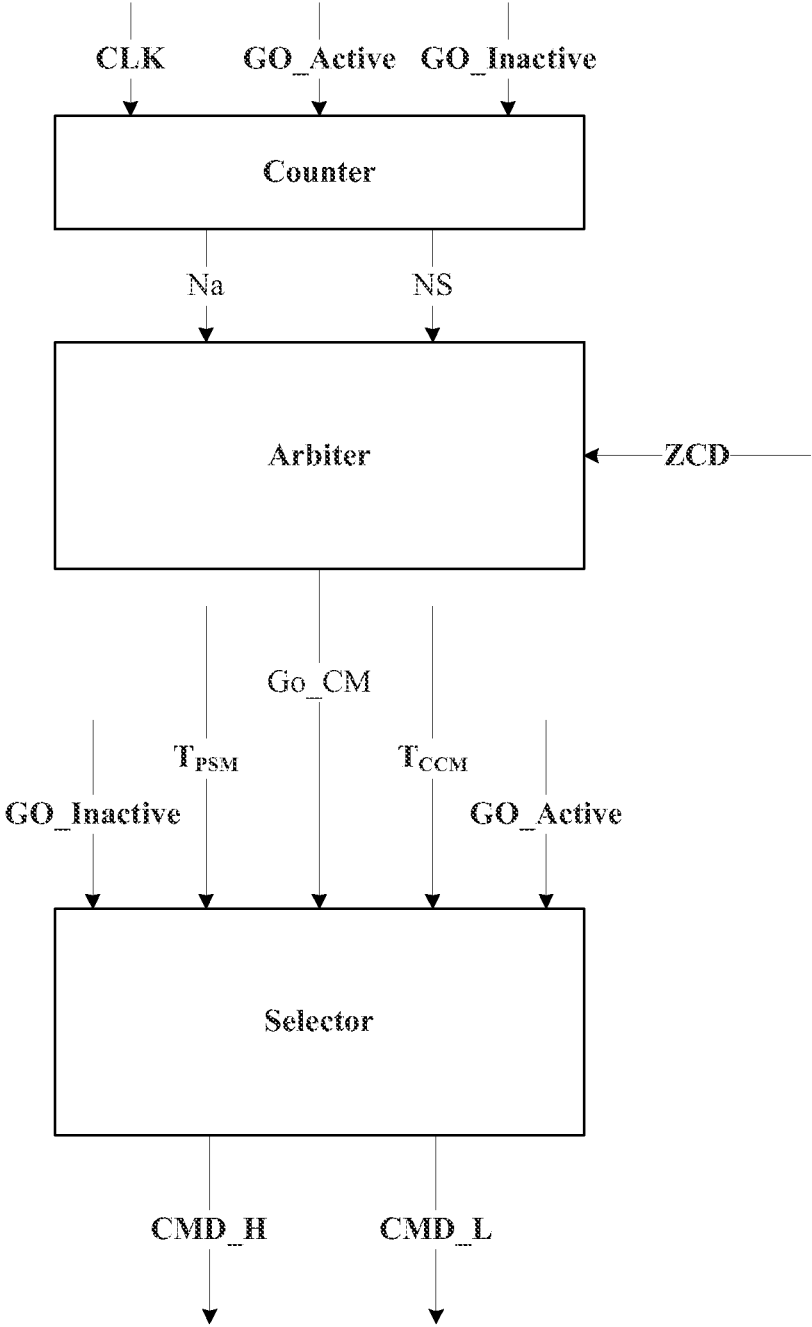 CLK GO_Active GO_Inactive
Counter
Na NS
Arbiter
ZCD
Go_CM
TPSM TCCM
GO_Inactive GO_Active
Selector
CMD_H CMD_L